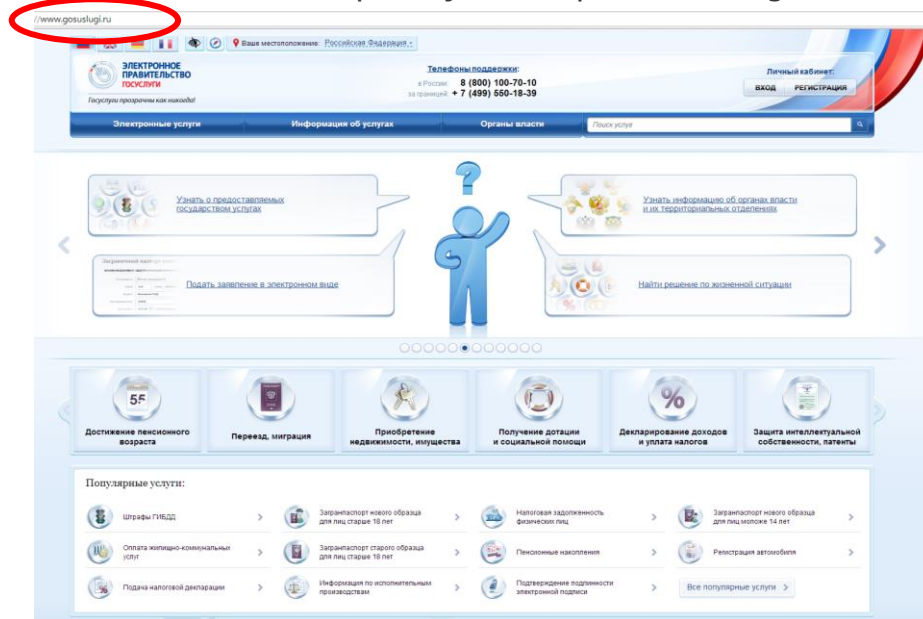 //www.gosuslugi.ru
Ваше местоположение: Российская Федерация
ЭЛЕКТРОННОЕ
ПРАВИТЕЛЬСТВО
ГОСУСЛУГИ
Госуслуги прозрачны как никогда!
Телефоны поддержки:
в России: 8 (800) 100-70-10
за границей: + 7 (499) 550-18-39
Личный кабинет:
ВХОД РЕГИСТРАЦИЯ
Электронные услуги Информация об услугах Органы власти Поиск услуг
Узнать о предоставляемых
государством услугах
Узнать информацию об органах власти
и их территориальных отделениях
Подать заявление в электронном виде
Найти решение по жизненной ситуации
55
Достижение пенсионного
возраста
Переезд, миграция
Приобретение
недвижимости, имущества
Получение дотации
и социальной помощи
%
Декларирование доходов
и уплата налогов
Защита интеллектуальной
собственности, патенты
Популярные услуги:
Штрафы ГИБДД
Загранпаспорт нового образца
для лиц старше 18 лет
Налоговая задолженность
физических лиц
Загранпаспорт нового образца
для лиц моложе 14 лет
Оплата жилищно-коммунальных
услуг
Загранпаспорт старого образца
для лиц старше 18 лет
Пенсионные накопления
Регистрация автомобиля
Подача налоговой декларации
Информация по исполнительным
производствам
Подтверждение подлинности
электронной подписи
Все популярные услуги